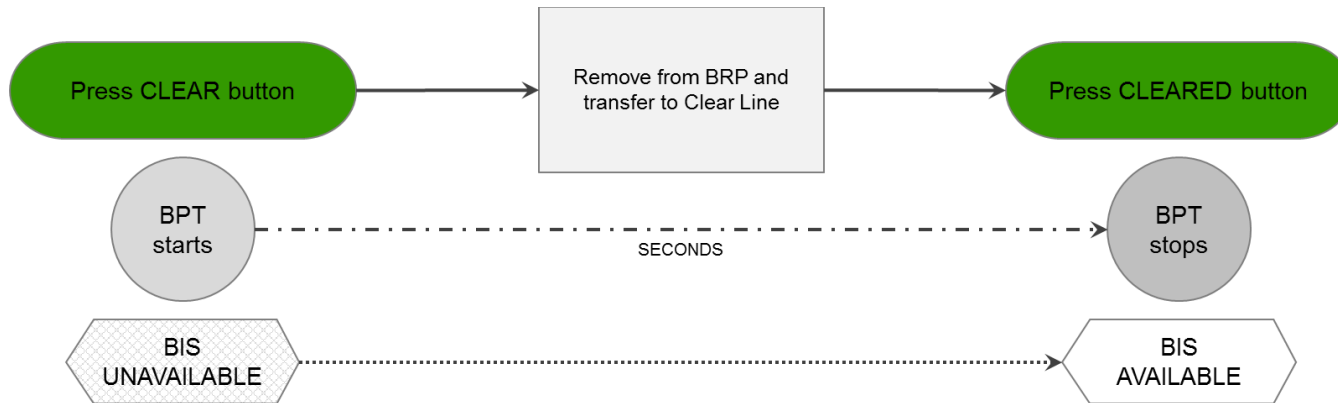 Press CLEAR button
Remove from BRP and
transfer to Clear Line
Press CLEARED button
BPT
starts
SECONDS
BPT
stops
BIS
UNAVAILABLE
BIS
AVAILABLE